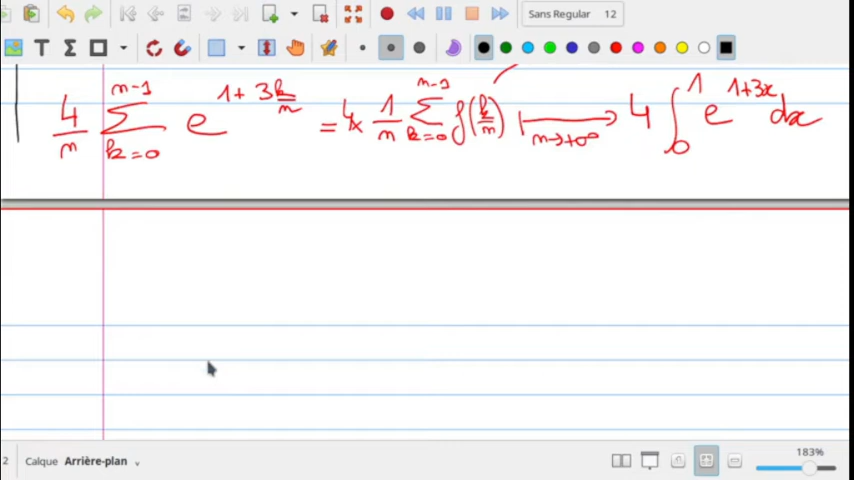 Sans Regular 12
4/n ∑_{k=0}^{n-1} e^{1+3k/n} = 4× 1/n ∑_{k=0}^{n-1} f(k/n) ⟼_{n→+∞} 4 ∫_0^1 e^{1+3x} dx
2 Calque Arrière-plan 183%